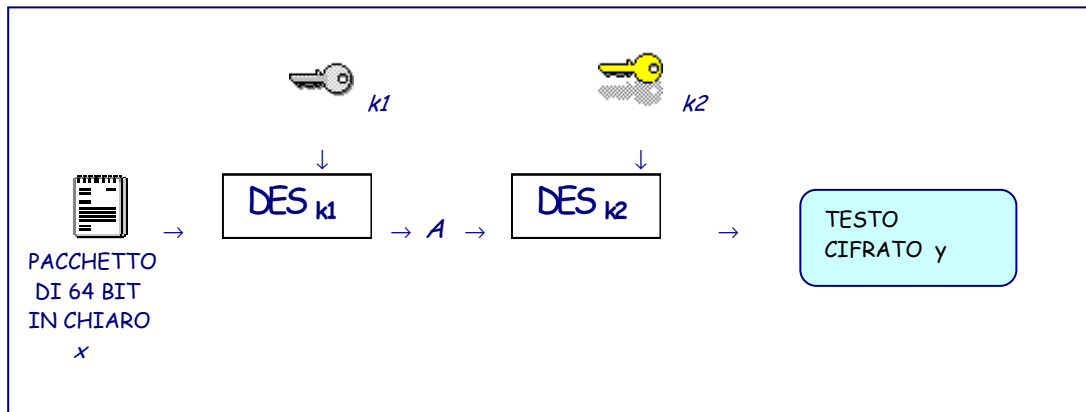 k1
k2
↓ ↓
DES k1
DES k2
→ → A → →
PACCHETTO
DI 64 BIT
IN CHIARO
x
TESTO
CIFRATO y